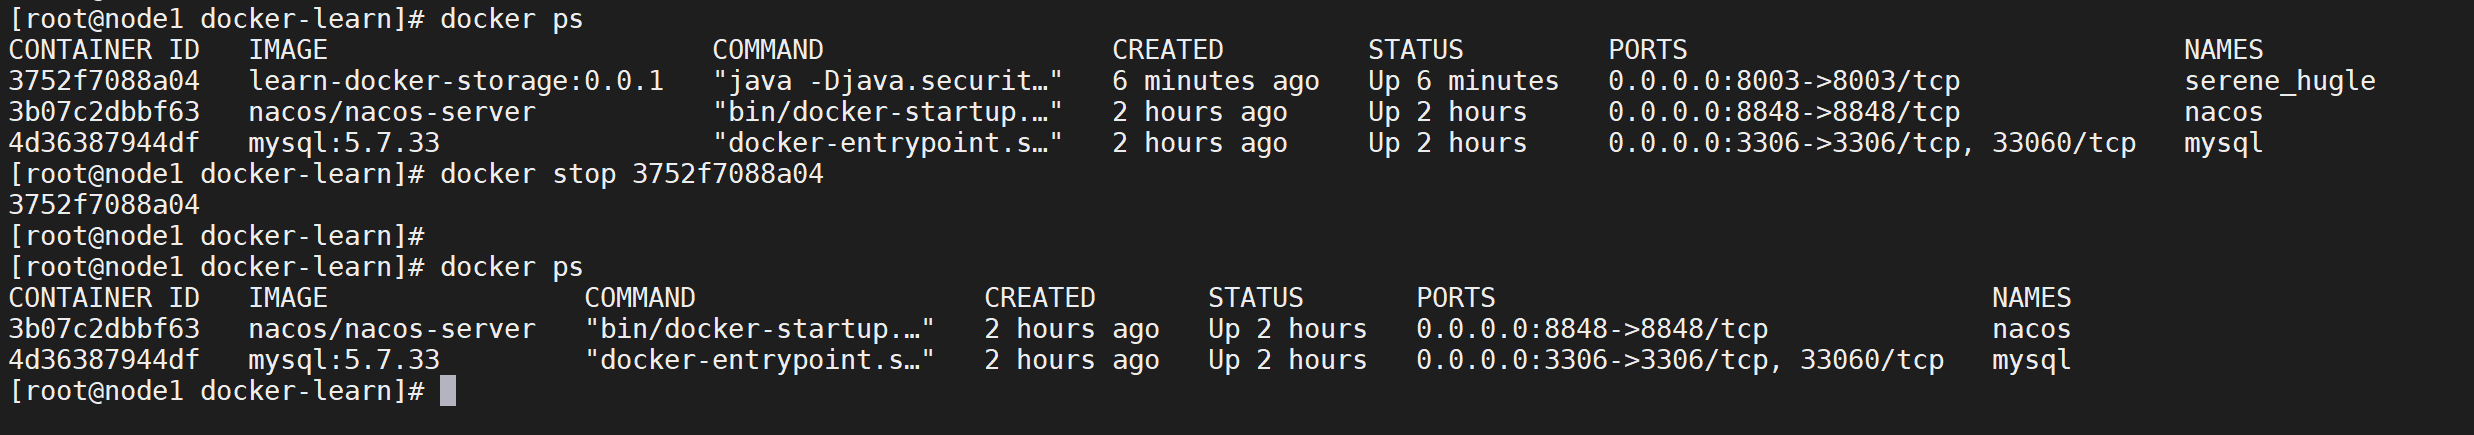 [root@node1 docker-learn]# docker ps
CONTAINER ID   IMAGE                        COMMAND                  CREATED         STATUS         PORTS                               NAMES
3752f7088a04   learn-docker-storage:0.0.1   "java -Djava.securit…"   6 minutes ago   Up 6 minutes   0.0.0.0:8003->8003/tcp              serene_hugle
3b07c2dbbf63   nacos/nacos-server           "bin/docker-startup.…"   2 hours ago     Up 2 hours     0.0.0.0:8848->8848/tcp              nacos
4d36387944df   mysql:5.7.33                 "docker-entrypoint.s…"   2 hours ago     Up 2 hours     0.0.0.0:3306->3306/tcp, 33060/tcp   mysql
[root@node1 docker-learn]# docker stop 3752f7088a04
3752f7088a04
[root@node1 docker-learn]#
[root@node1 docker-learn]# docker ps
CONTAINER ID   IMAGE                COMMAND                  CREATED       STATUS       PORTS                               NAMES
3b07c2dbbf63   nacos/nacos-server   "bin/docker-startup.…"   2 hours ago   Up 2 hours   0.0.0.0:8848->8848/tcp              nacos
4d36387944df   mysql:5.7.33         "docker-entrypoint.s…"   2 hours ago   Up 2 hours   0.0.0.0:3306->3306/tcp, 33060/tcp   mysql
[root@node1 docker-learn]#